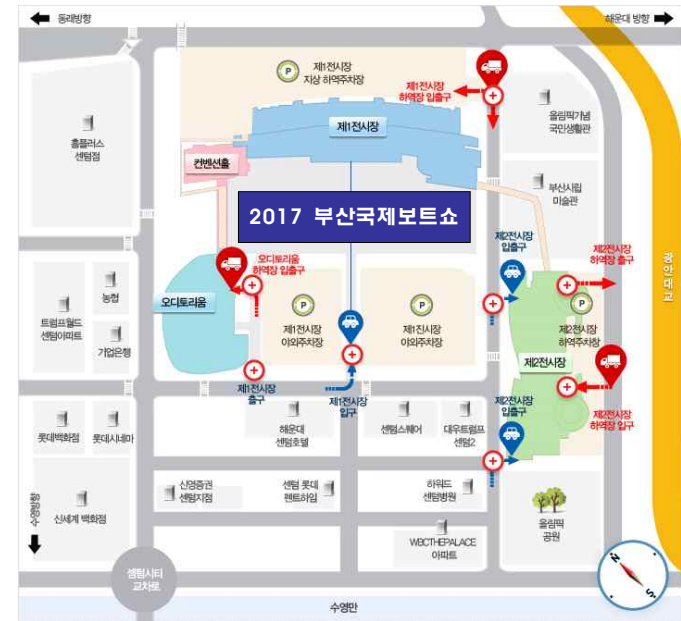 동래방향
해운대 방향
P
제1전시장
지상 하역주차장
제1전시장
하역장 입출구
올림픽기념
국민생활관
홈플러스
센텀점
제1전시장
컨벤션홀
부산시립
미술관
2017 부산국제보트쇼
제2전시장
입출구
제2전시장
하역장 출구
광안대교
오디토리움
하역장 입출구
농협
오디토리움
P
제1전시장
야외주차장
P
제1전시장
야외주차장
P
제2전시장
하역주차장
트럼프월드
센텀아파트
기업은행
제2전시장
제1전시장
출구
제1전시장
입구
제2전시장
입출구
제2전시장
하역장 입구
롯데백화점
롯데시네마
해운대
센텀호텔
센텀스퀘어
대우트럼프
센텀2
수영방향
신세계 백화점
신영증권
센텀지점
센텀 롯데
펜트하임
하워드
센텀병원
올림픽
공원
WBCTHEPALACE
아파트
센텀시티
교차로
N
S
수영만